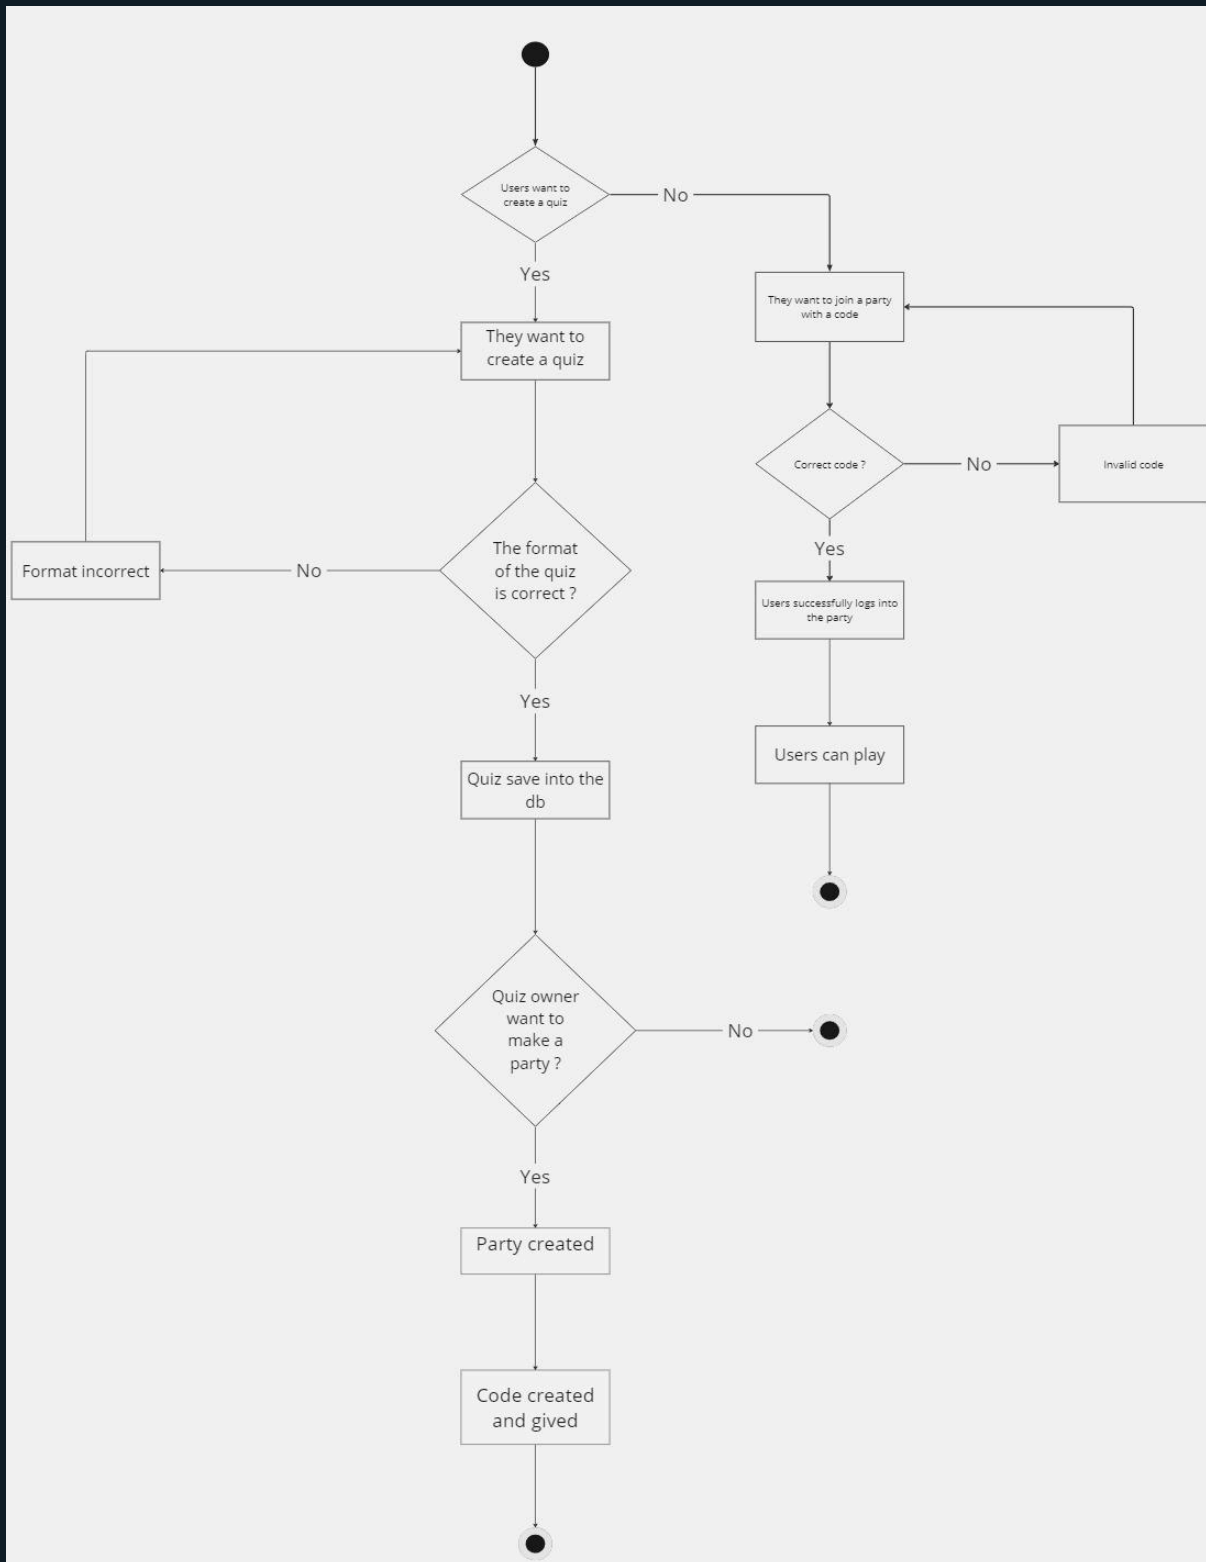 Users want to
create a quiz
No
Yes
They want to join a party
with a code
They want to
create a quiz
Correct code ?
No
Invalid code
The format
of the quiz
is correct ?
No
Format incorrect
Yes
Users successfully logs into
the party
Yes
Users can play
Quiz save into the
db
Quiz owner
want to
make a
party ?
No
Yes
Party created
Code created
and gived